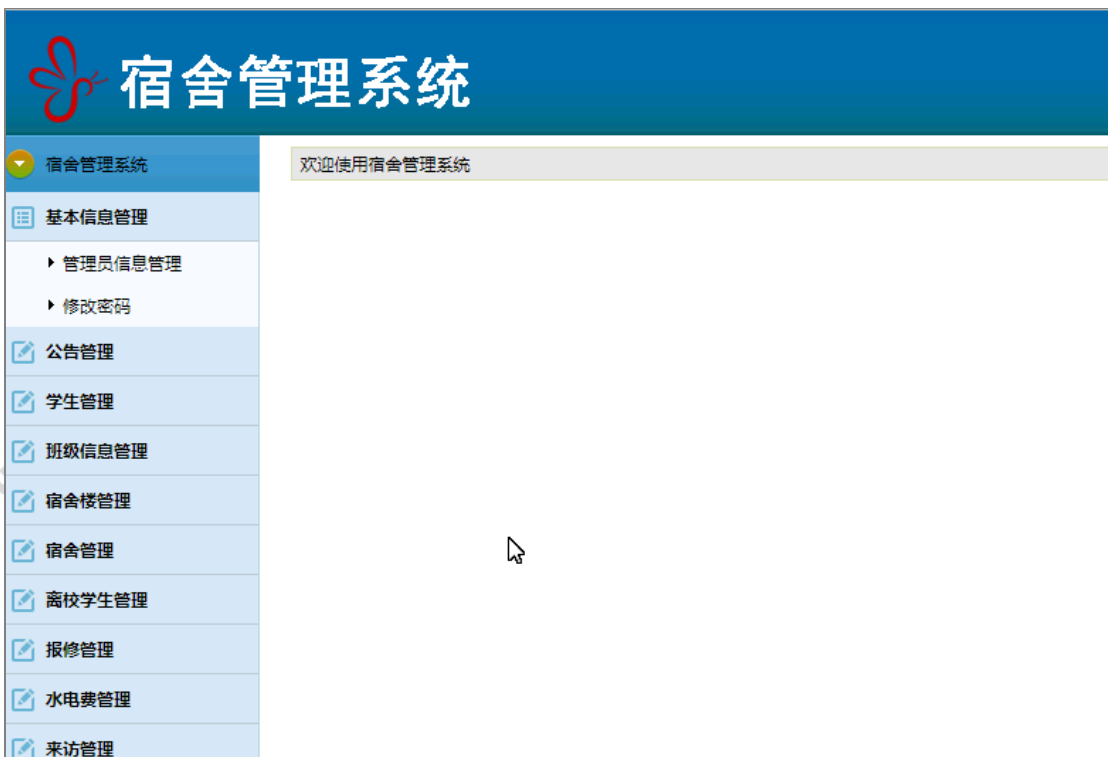 宿舍管理系统
宿舍管理系统
欢迎使用宿舍管理系统
基本信息管理
管理员信息管理
修改密码
公告管理
学生管理
班级信息管理
宿舍楼管理
宿舍管理
离校学生管理
报修管理
水电费管理
来访管理